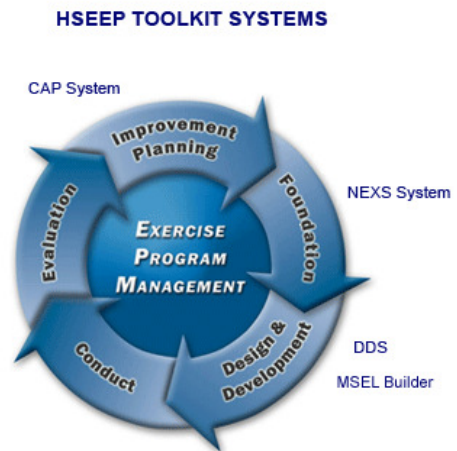 HSEEP TOOLKIT SYSTEMS
CAP System
Improvement
Planning
NEXS System
Foundation
Evaluation
EXERCISE
PROGRAM
MANAGEMENT
Design &
Development
Conduct
DDS
MSEL Builder